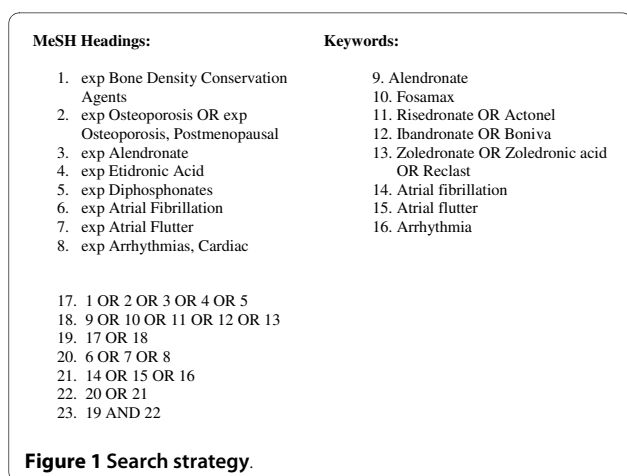 MeSH Headings:
1. exp Bone Density Conservation
Agents
2. exp Osteoporosis OR exp
Osteoporosis, Postmenopausal
3. exp Alendronate
4. exp Etidronic Acid
5. exp Diphosphonates
6. exp Atrial Fibrillation
7. exp Atrial Flutter
8. exp Arrhythmias, Cardiac
Keywords:
9. Alendronate
10. Fosamax
11. Risedronate OR Actonel
12. Ibandronate OR Boniva
13. Zoledronate OR Zoledronic acid
OR Reclast
14. Atrial fibrillation
15. Atrial flutter
16. Arrhythmia
17. 1 OR 2 OR 3 OR 4 OR 5
18. 9 OR 10 OR 11 OR 12 OR 13
19. 17 OR 18
20. 6 OR 7 OR 8
21. 14 OR 15 OR 16
22. 20 OR 21
23. 19 AND 22
Figure 1 Search strategy.